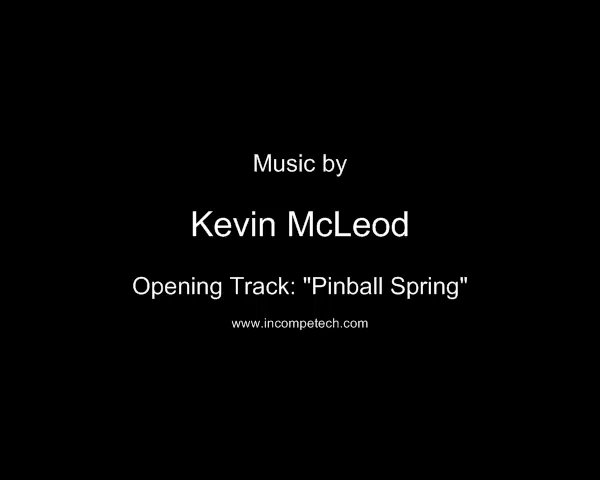 Music by
Kevin McLeod
Opening Track: "Pinball Spring"
www.incompetech.com